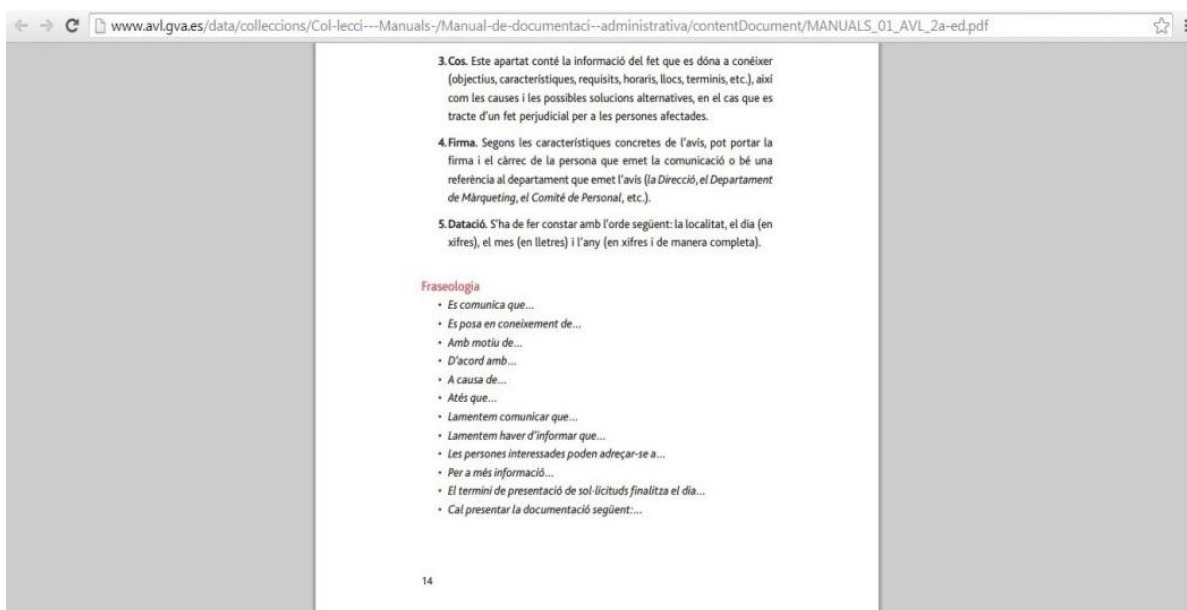 www.avl.gva.es/data/colleccions/Col-lecci---Manuals-/Manual-de-documentaci--administrativa/contentDocument/MANUALS_01_AVL_2a-ed.pdf
3. Cos. Este apartat conté la informació del fet que es dóna a conéixer
(objectius, característiques, requisits, horaris, llocs, terminis, etc.), així
com les causes i les possibles solucions alternatives, en el cas que es
tracte d'un fet perjudicial per a les persones afectades.
4. Firma. Segons les característiques concretes de l'avís, pot portar la
firma i el càrrec de la persona que emet la comunicació o bé una
referència al departament que emet l'avís (la Direcció, el Departament
de Màrqueting, el Comité de Personal, etc.).
5. Datació. S'ha de fer constar amb l'orde següent: la localitat, el dia (en
xifres), el mes (en lletres) i l'any (en xifres i de manera completa).
Fraseologia
• Es comunica que...
• Es posa en coneixement de...
• Amb motiu de...
• D'acord amb...
• A causa de...
• Atés que...
• Lamentem comunicar que...
• Lamentem haver d'informar que...
• Les persones interessades poden adreçar-se a...
• Per a més informació...
• El termini de presentació de sol·licituds finalitza el dia...
• Cal presentar la documentació següent:...
14